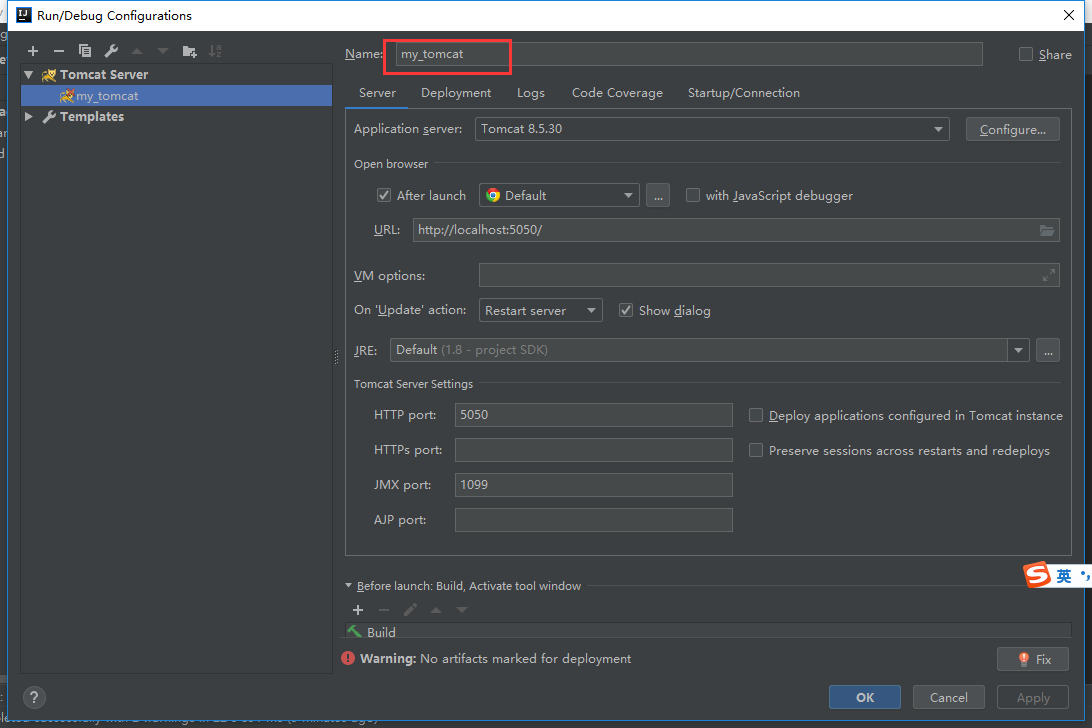 Run/Debug Configurations
Name: my_tomcat Share
Tomcat Server
my_tomcat
Templates
Server Deployment Logs Code Coverage Startup/Connection
Application server: Tomcat 8.5.30 Configure...
Open browser
After launch Default ... with JavaScript debugger
URL: http://localhost:5050/
VM options:
On 'Update' action: Restart server Show dialog
JRE: Default (1.8 - project SDK) ...
Tomcat Server Settings
HTTP port: 5050 Deploy applications configured in Tomcat instance
HTTPs port: Preserve sessions across restarts and redeploys
JMX port: 1099
AJP port:
英
Before launch: Build, Activate tool window
Build
Warning: No artifacts marked for deployment Fix
? OK Cancel Apply